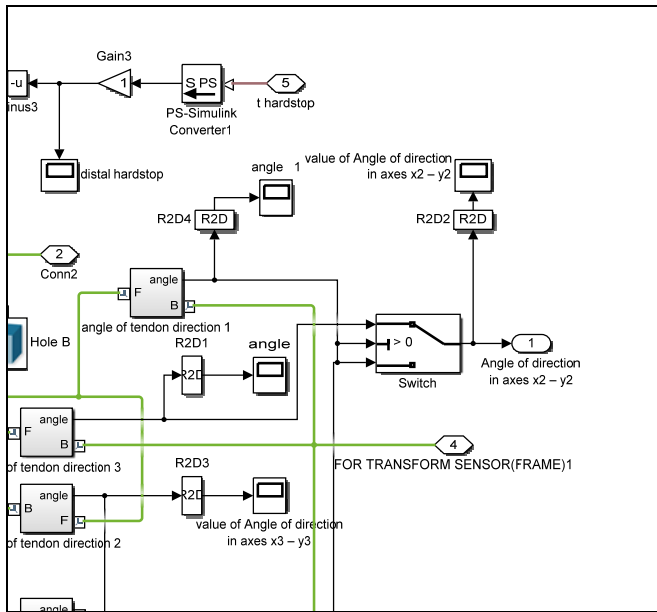 Gain3
-u
1
S PS
5
inus3
t hardstop
PS-Simulink
Converter1
distal hardstop
angle 1
value of Angle of direction
in axes x2 – y2
R2D4
R2D
R2D2
R2D
2
Conn2
F
angle
B
angle of tendon direction 1
Hole B
R2D1
angle
R2D
> 0
1
Switch
Angle of direction
in axes x2 – y2
angle
F
B
of tendon direction 3
4
FOR TRANSFORM SENSOR(FRAME)1
R2D3
angle
B
R2D
F
of tendon direction 2
value of Angle of direction
in axes x3 – y3
angle